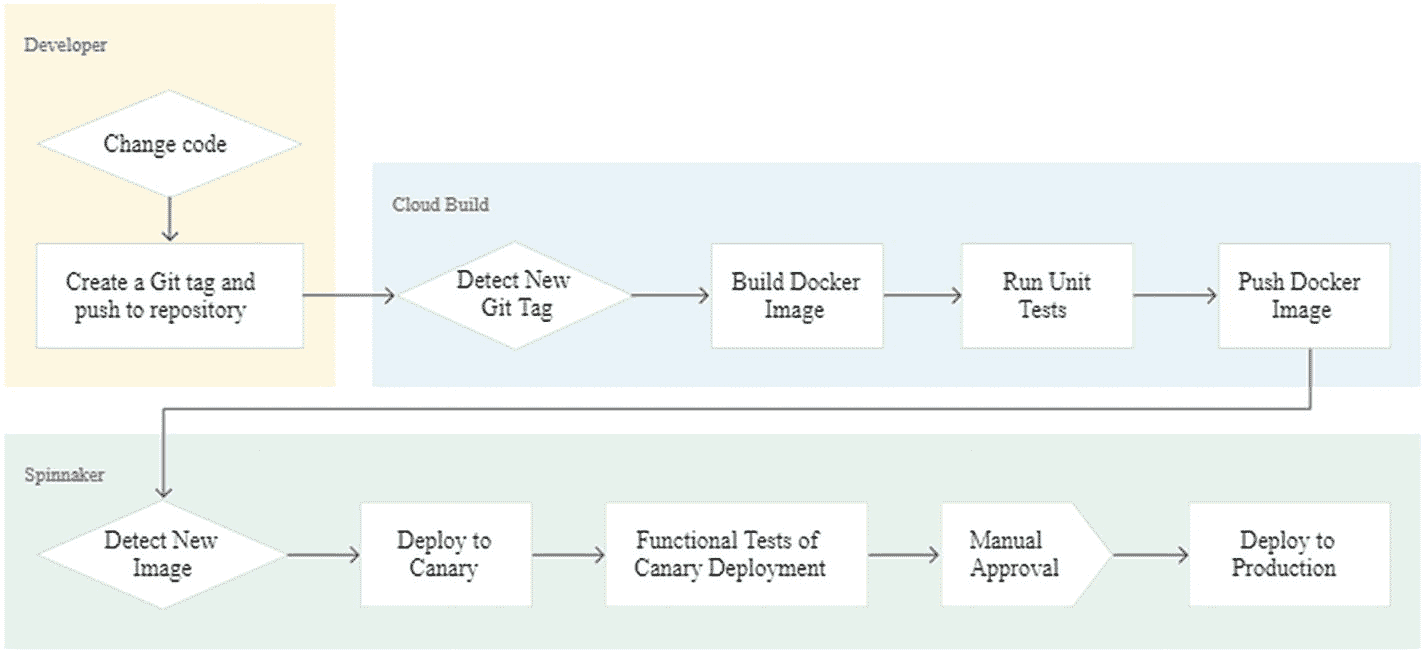 Developer
Change code
Create a Git tag and
push to repository
Cloud Build
Detect New
Git Tag
Build Docker
Image
Run Unit
Tests
Push Docker
Image
Spinnaker
Detect New
Image
Deploy to
Canary
Functional Tests of
Canary Deployment
Manual
Approval
Deploy to
Production